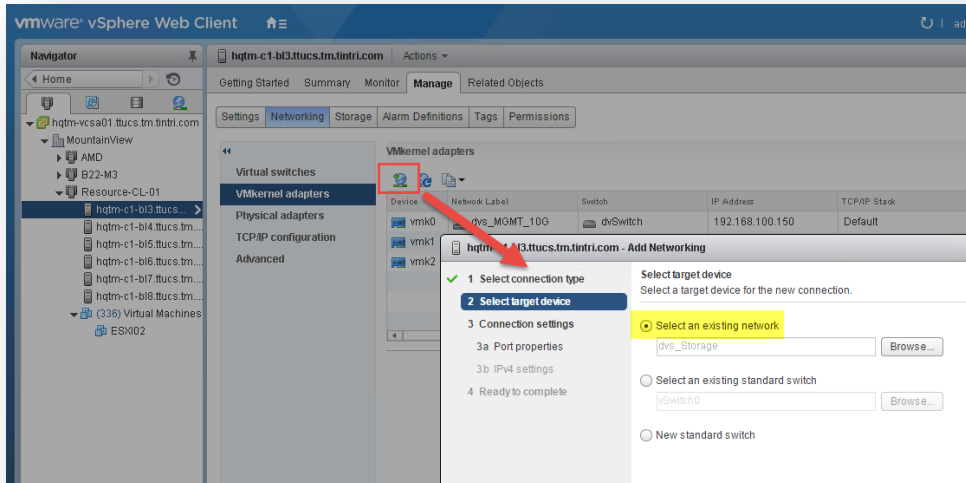 vmware® vSphere Web Client
Navigator
Home
hqtm-vcsa01.ttucs.tm.tintri.com
MountainView
AMD
B22-M3
Resource-CL-01
hqtm-c1-bl3.ttucs...
hqtm-c1-bl4.ttucs.tm....
hqtm-c1-bl5.ttucs.tm....
hqtm-c1-bl6.ttucs.tm....
hqtm-c1-bl7.ttucs.tm....
hqtm-c1-bl8.ttucs.tm....
(336) Virtual Machines
ESXI02
hqtm-c1-bl3.ttucs.tm.tintri.com Actions
Getting Started Summary Monitor Manage Related Objects
Settings Networking Storage Alarm Definitions Tags Permissions
Virtual switches
VMkernel adapters
Physical adapters
TCP/IP configuration
Advanced
VMkernel adapters
Device Network Label Switch IP Address TCP/IP Stack
vmk0 dvs_MGMT_10G dvSwitch 192.168.100.150 Default
vmk1
vmk2
.ttucs.tm.tintri.com - Add Networking
1 Select connection type
2 Select target device
3 Connection settings
3a Port properties
3b IPv4 settings
4 Ready to complete
Select target device
Select a target device for the new connection.
Select an existing network
dvs_Storage Browse...
Select an existing standard switch
vSwitch0 Browse...
New standard switch